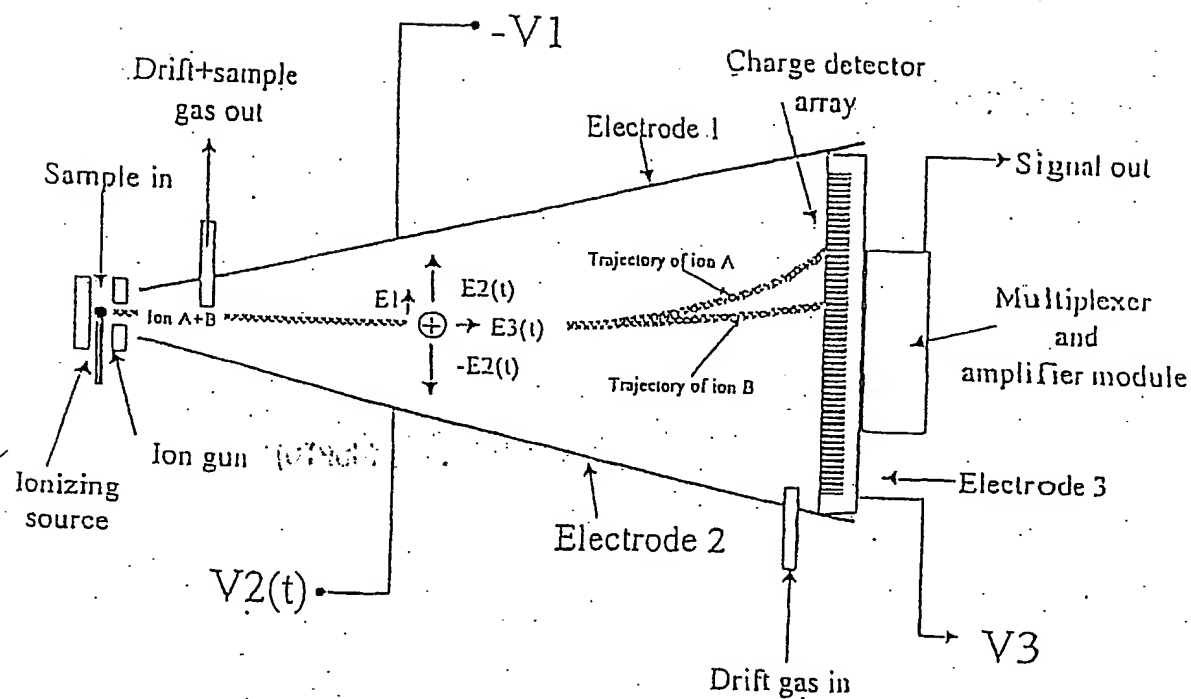 -V1
Drift+sample
gas out
Charge detector
array
Electrode 1
Sample in
Signal out
Trajectory of ion A
E1
E2(t)
Ion A+B
E3(t)
Multiplexer
and
amplifier module
-E2(t)
Trajectory of ion B
Ion gun
Ionizing
source
Electrode 3
Electrode 2
V2(t)
V3
Drift gas in